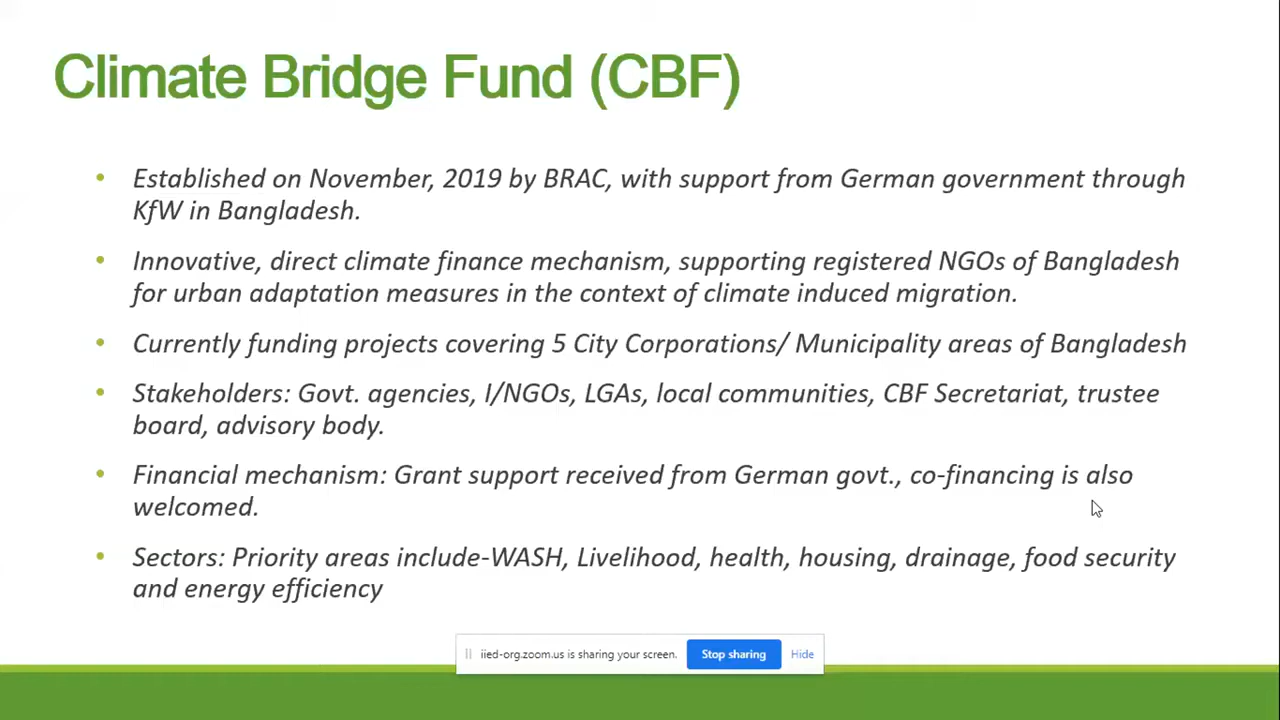 Climate Bridge Fund (CBF)
• Established on November, 2019 by BRAC, with support from German government through
KfW in Bangladesh.
• Innovative, direct climate finance mechanism, supporting registered NGOs of Bangladesh
for urban adaptation measures in the context of climate induced migration.
• Currently funding projects covering 5 City Corporations/ Municipality areas of Bangladesh
• Stakeholders: Govt. agencies, I/NGOs, LGAs, local communities, CBF Secretariat, trustee
board, advisory body.
• Financial mechanism: Grant support received from German govt., co-financing is also
welcomed.
• Sectors: Priority areas include-WASH, Livelihood, health, housing, drainage, food security
and energy efficiency
iied-org.zoom.us is sharing your screen. Stop sharing Hide